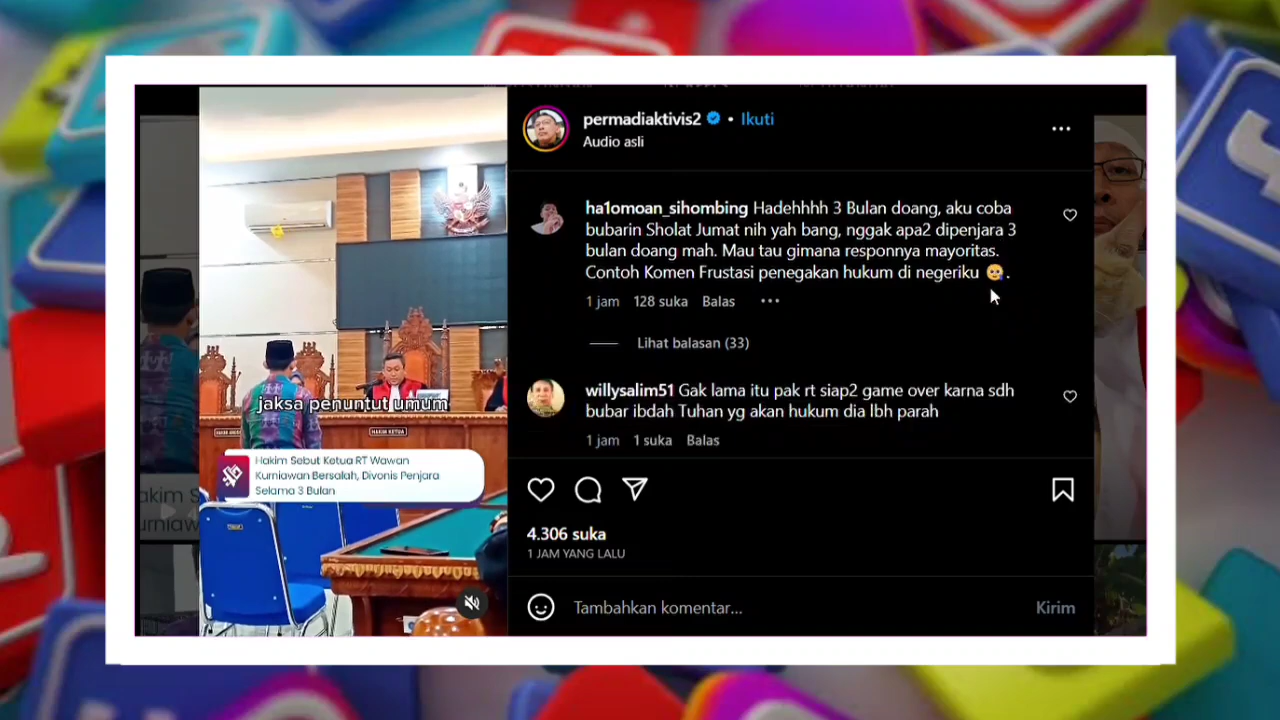 permadiaktivis2 • Ikuti
Audio asli
ha1omoan_sihombing Hadehhhh 3 Bulan doang, aku coba
bubarin Sholat Jumat nih yah bang, nggak apa2 dipenjara 3
bulan doang mah. Mau tau gimana responnya mayoritas.
Contoh Komen Frustasi penegakan hukum di negeriku 🥲.
1 jam 128 suka Balas
Lihat balasan (33)
willysalim51 Gak lama itu pak rt siap2 game over karna sdh
bubar ibdah Tuhan yg akan hukum dia lbh parah
1 jam 1 suka Balas
4.306 suka
1 JAM YANG LALU
Tambahkan komentar...
Kirim
jaksa penuntut umum
HAKIM KETUA
Hakim Sebut Ketua RT Wawan
Kurniawan Bersalah, Divonis Penjara
Selama 3 Bulan